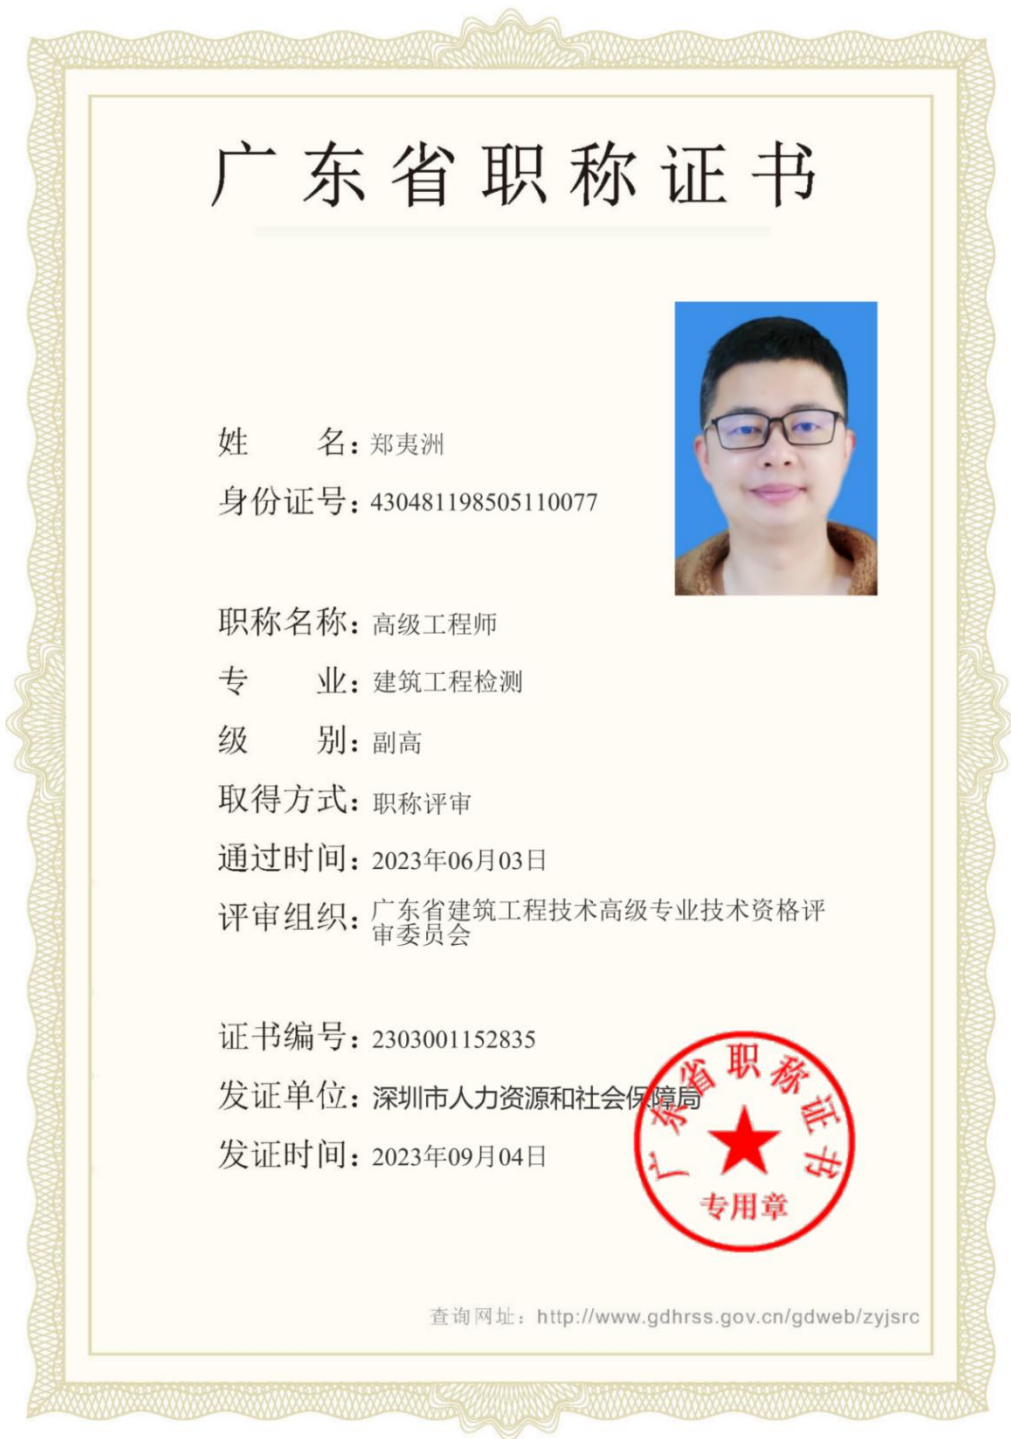 广东省职称证书
姓 名：郑夷洲
身份证号：430481198505110077
职称名称：高级工程师
专 业：建筑工程检测
级 别：副高
取得方式：职称评审
通过时间：2023年06月03日
评审组织：广东省建筑工程技术高级专业技术资格评
审委员会
证书编号：2303001152835
发证单位：深圳市人力资源和社会保障局
发证时间：2023年09月04日
广东省职称证书
专用章
查询网址：http://www.gdhrss.gov.cn/gdweb/zyjsrc